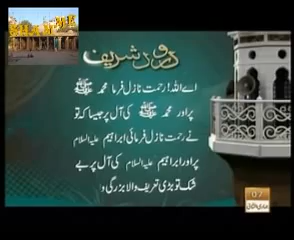 درود شریف
اے اللہ! رحمت نازل فرما محمد ﷺ
پر اور محمد ﷺ کی آل پر جیسا کہ تو
نے رحمت نازل فرمائی ابراہیم علیہ السلام
پر اور ابراہیم علیہ السلام کی آل پر بے
شک تو بڑی تعریف والا بزرگی و